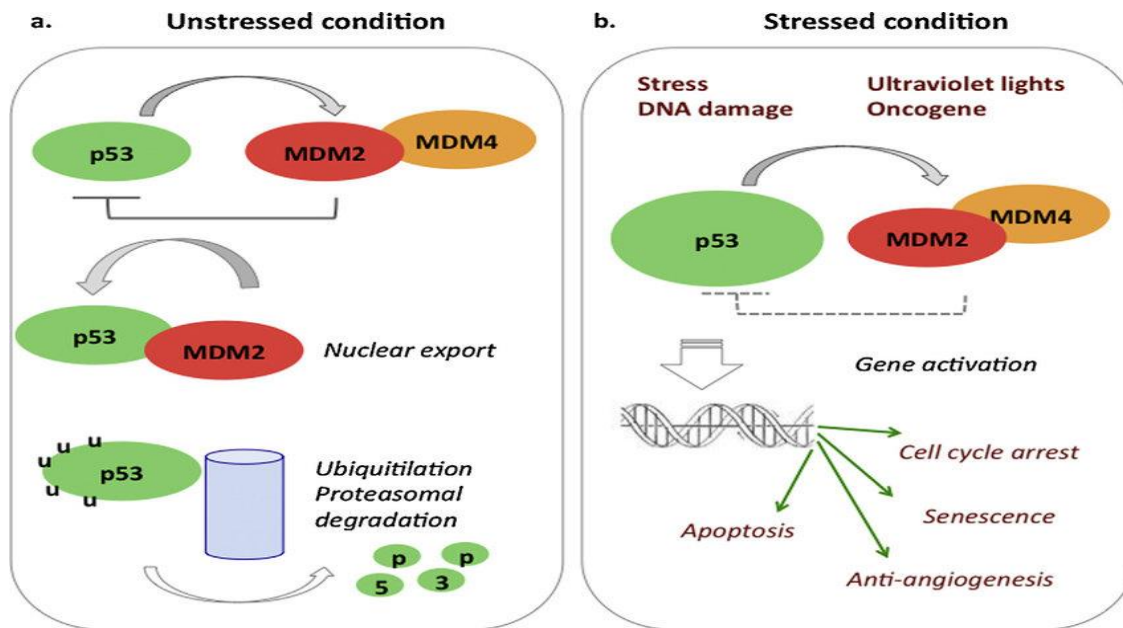 a.
Unstressed condition
p53
MDM2
MDM4
p53
MDM2
Nuclear export
u
u
u
u
u
p53
Ubiquitilation
Proteasomal
degradation
p
p
5
3
b.
Stressed condition
Stress
DNA damage
Ultraviolet lights
Oncogene
p53
MDM2
MDM4
Gene activation
Cell cycle arrest
Senescence
Apoptosis
Anti-angiogenesis